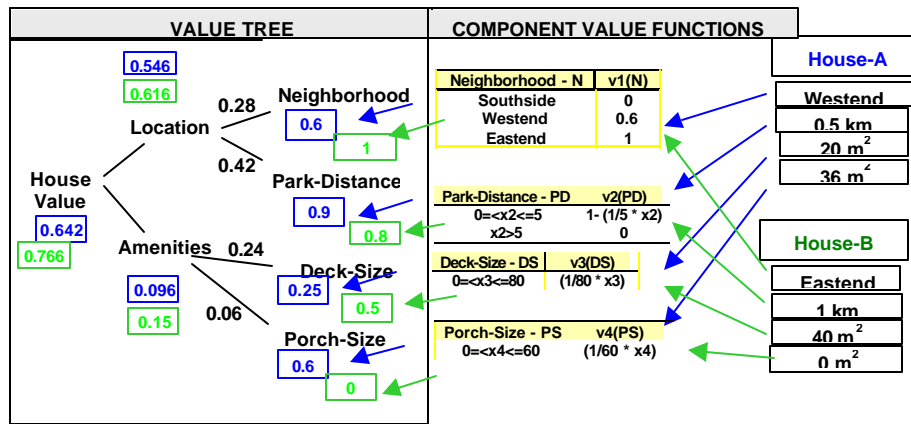 VALUE TREE
COMPONENT VALUE FUNCTIONS
0.546
0.616
0.28
Neighborhood
0.6
1
Location
0.42
House
Value
0.642
0.766
Park-Distance
0.9
0.8
Amenities
0.24
0.096
0.15
0.06
Deck-Size
0.25
0.5
Porch-Size
0.6
0
Neighborhood - N v1(N)
Southside 0
Westend 0.6
Eastend 1
Park-Distance - PD v2(PD)
0=<x2<=5 1- (1/5 * x2)
x2>5 0
Deck-Size - DS v3(DS)
0=<x3<=80 (1/80 * x3)
Porch-Size - PS v4(PS)
0=<x4<=60 (1/60 * x4)
House-A
Westend
0.5 km
20 m²
36 m²
House-B
Eastend
1 km
40 m²
0 m²